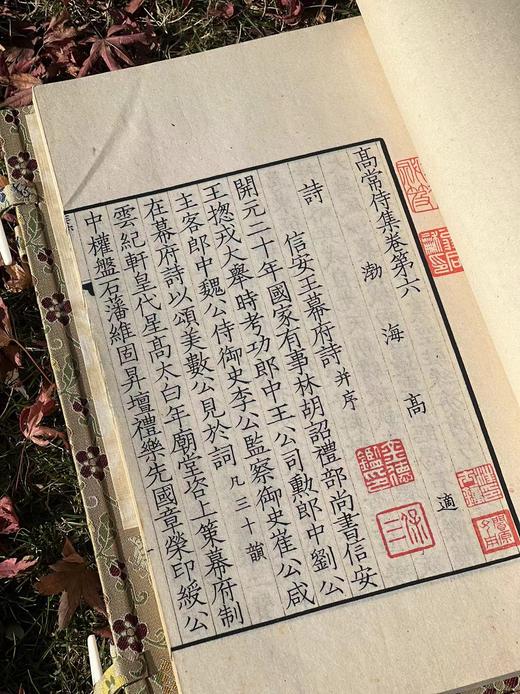 髙常侍集卷第六
渤海髙適
詩
信安王幕府詩并序
開元二十年國家有事林胡詔禮部尚書信安
王揔戎大舉時考功郎中王公司勳郎中劉公
主客郎中魏公侍御史李公監察御史崔公咸
在幕府詩以頌美數公見於詞凡三十韻
雲紀軒皇代星髙太白年廟堂咨上策幕府制
中權盤石藩維固昇壇禮樂先國章榮印綬公